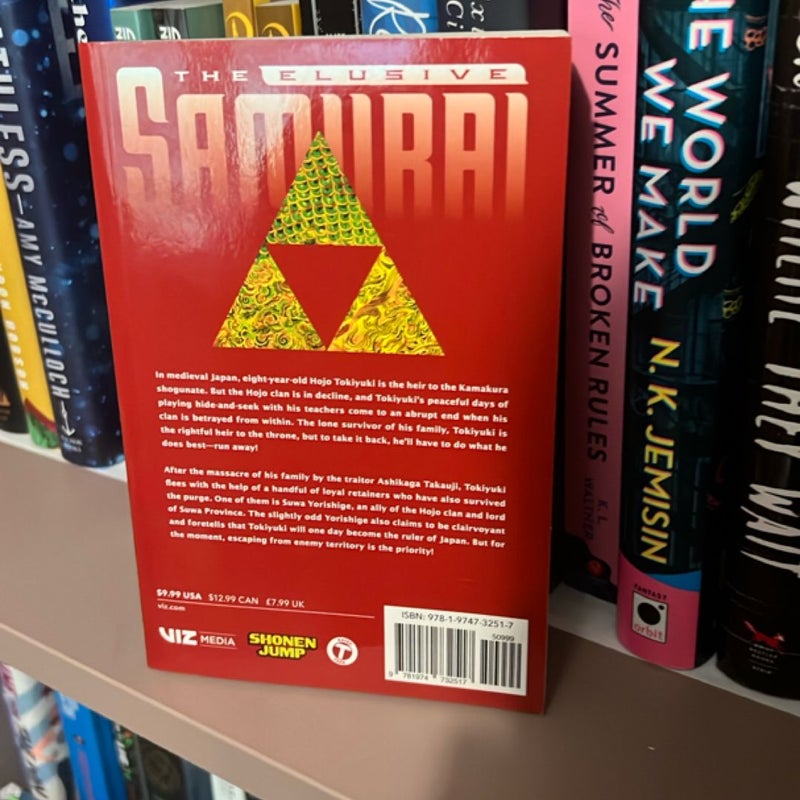 THE ELUSIVE
SAMURAI
In medieval Japan, eight-year-old Hojo Tokiyuki is the heir to the Kamakura
shogunate. But the Hojo clan is in decline, and Tokiyuki's peaceful days of
playing hide-and-seek with his teachers come to an abrupt end when his
clan is betrayed from within. The lone survivor of his family, Tokiyuki is
the rightful heir to the throne, but to take it back, he'll have to do what he
does best—run away!
After the massacre of his family by the traitor Ashikaga Takauji, Tokiyuki
flees with the help of a handful of loyal retainers who have also survived
the purge. One of them is Suwa Yorishige, an ally of the Hojo clan and lord
of Suwa Province. The slightly odd Yorishige also claims to be clairvoyant
and foretells that Tokiyuki will one day become the ruler of Japan. But for
the moment, escaping from enemy territory is the priority!
$9.99 USA $12.99 CAN £7.99 UK
viz.com
VIZ MEDIA
SHONEN
JUMP
T
ISBN: 978-1-9747-3251-7
50999
9 781974 732517
AMY MCCULLOCH
The SUMMER of BROKEN RULES
K. L. WALTHER
THE WORLD
WE MAKE
N. K. JEMISIN
FANTASY
orbit
THEY WAIT